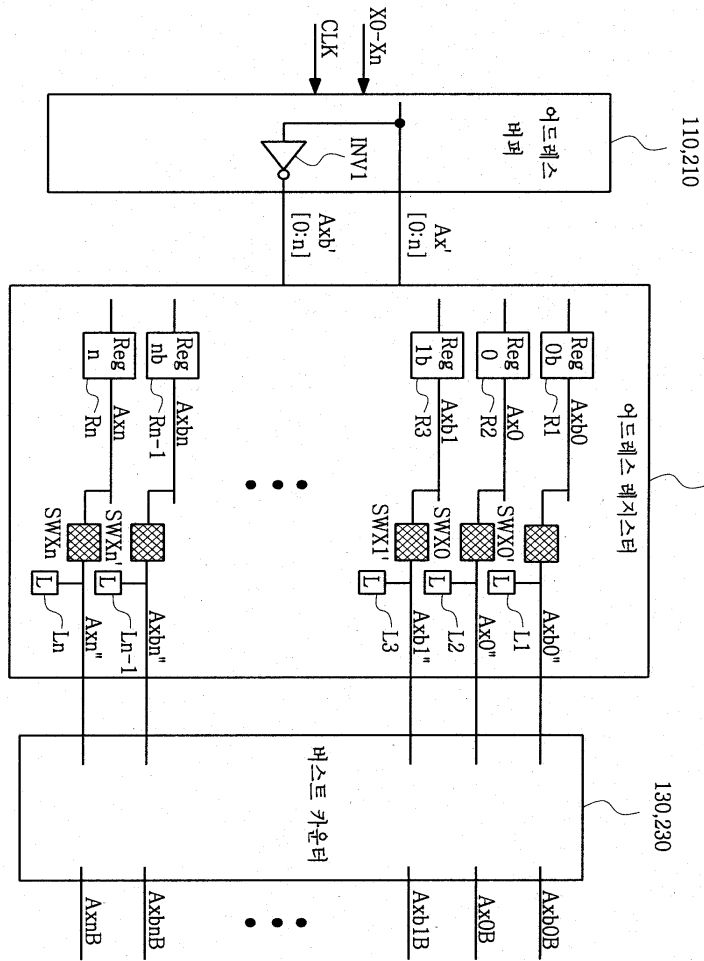 110,210
130,230
어드레스
버퍼
어드레스 레지스터
버스트 카운터
X0-Xn
CLK
INV1
Ax'
[0:n]
Axb'
[0:n]
Reg
0b
R1
Axb0
SWX0'
L
L1
Axb0"
Axb0B
Reg
0
R2
Ax0
SWX0
L
L2
Ax0"
Ax0B
Reg
1b
R3
Axb1
SWX1'
L
L3
Axb1"
Axb1B
Reg
nb
Rn-1
Axbn
SWXn'
L
Ln-1
Axbn"
AxbnB
Reg
n
Rn
Axn
SWXn
L
Ln
Axn"
AxnB